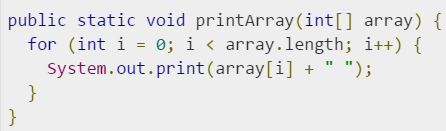 public static void printArray(int[] array) {
  for (int i = 0; i < array.length; i++) {
    System.out.print(array[i] + " ");
  }
}